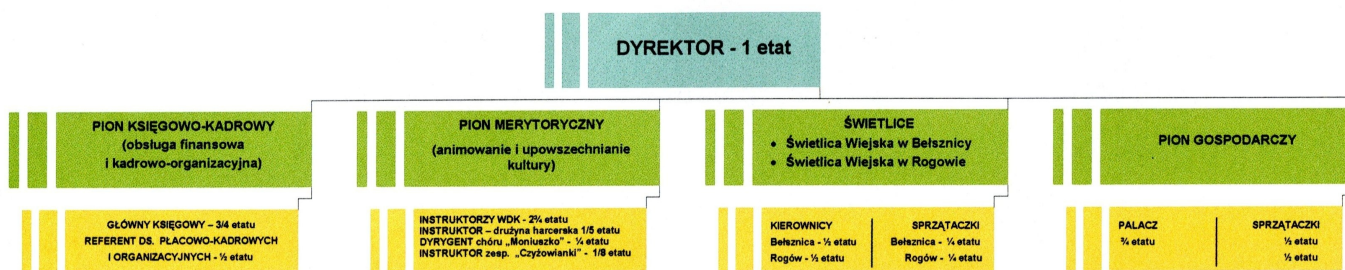 DYREKTOR - 1 etat
PION KSIĘGOWO-KADROWY
(obsługa finansowa
i kadrowo-organizacyjna)
GŁÓWNY KSIĘGOWY – 3/4 etatu
REFERENT DS. PŁACOWO-KADROWYCH
I ORGANIZACYJNYCH - ½ etatu
PION MERYTORYCZNY
(animowanie i upowszechnianie
kultury)
INSTRUKTORZY WDK - 2¾ etatu
INSTRUKTOR – drużyna harcerska 1/5 etatu
DYRYGENT chóru „Moniuszko” - ¼ etatu
INSTRUKTOR zesp. „Czyżowianki” - 1/8 etatu
ŚWIETLICE
• Świetlica Wiejska w Bełsznicy
• Świetlica Wiejska w Rogowie
KIEROWNICY
Bełsznica - ½ etatu
Rogów - ½ etatu
SPRZĄTACZKI
Bełsznica - ¼ etatu
Rogów - ¼ etatu
PION GOSPODARCZY
PALACZ
¾ etatu
SPRZĄTACZKI
½ etatu
½ etatu